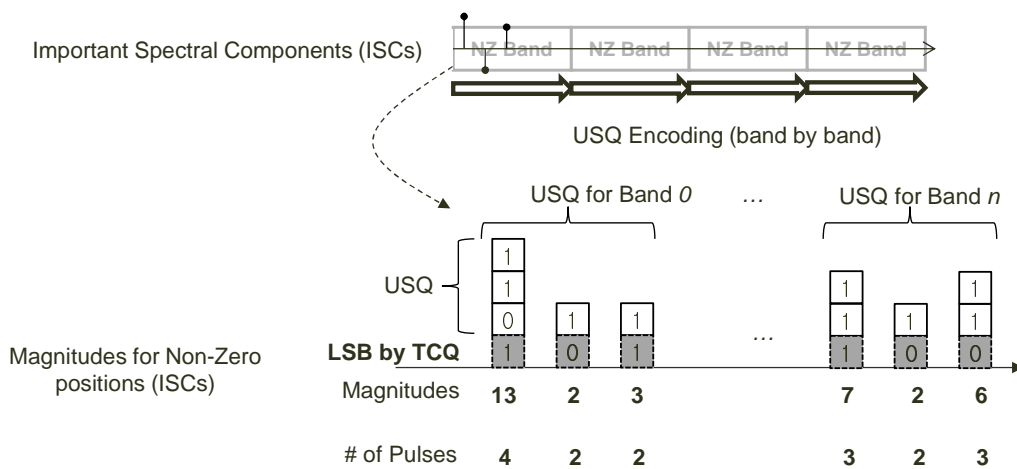 Important Spectral Components (ISCs)
NZ Band NZ Band NZ Band NZ Band
USQ Encoding (band by band)
USQ for Band 0 ... USQ for Band n
USQ
1
1 1 1
0 1 1 1 1 1
LSB by TCQ 1 0 1 ... 1 0 0
Magnitudes for Non-Zero
positions (ISCs)
Magnitudes 13 2 3 7 2 6
# of Pulses 4 2 2 3 2 3